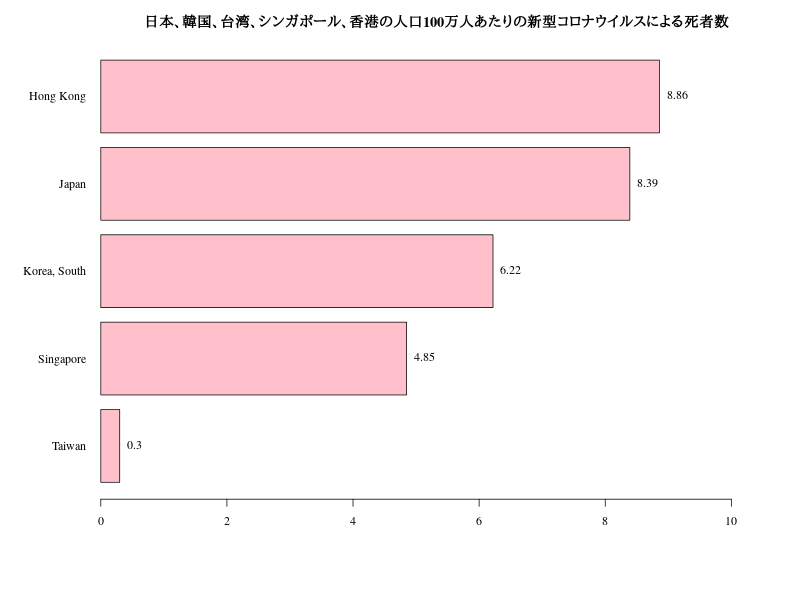 日本、韓国、台湾、シンガポール、香港の人口100万人あたりの新型コロナウイルスによる死者数
Hong Kong 8.86
Japan 8.39
Korea, South 6.22
Singapore 4.85
Taiwan 0.3
0 2 4 6 8 10